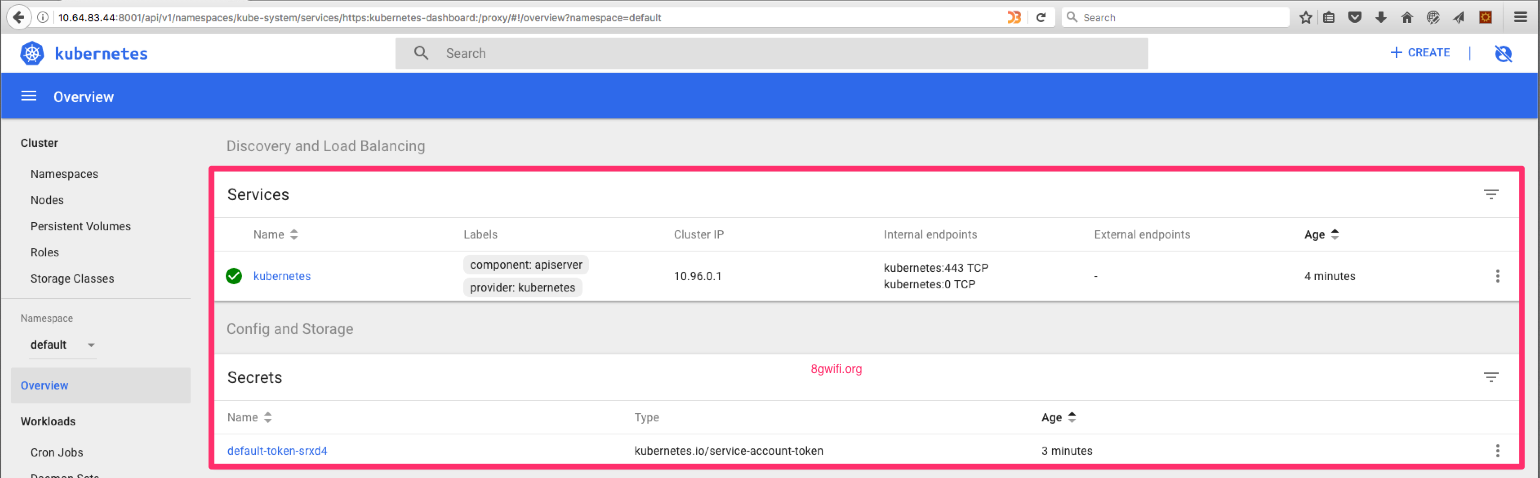 10.64.83.44:8001/api/v1/namespaces/kube-system/services/https:kubernetes-dashboard:/proxy/#!/overview?namespace=default
Search
kubernetes
Search
+ CREATE
Overview
Cluster
Namespaces
Nodes
Persistent Volumes
Roles
Storage Classes
Namespace
default
Overview
Workloads
Cron Jobs
Daemon Sets
Discovery and Load Balancing
Services
Name Labels Cluster IP Internal endpoints External endpoints Age
kubernetes component: apiserver provider: kubernetes 10.96.0.1 kubernetes:443 TCP kubernetes:0 TCP - 4 minutes
Config and Storage
8gwifi.org
Secrets
Name Type Age
default-token-srxd4 kubernetes.io/service-account-token 3 minutes